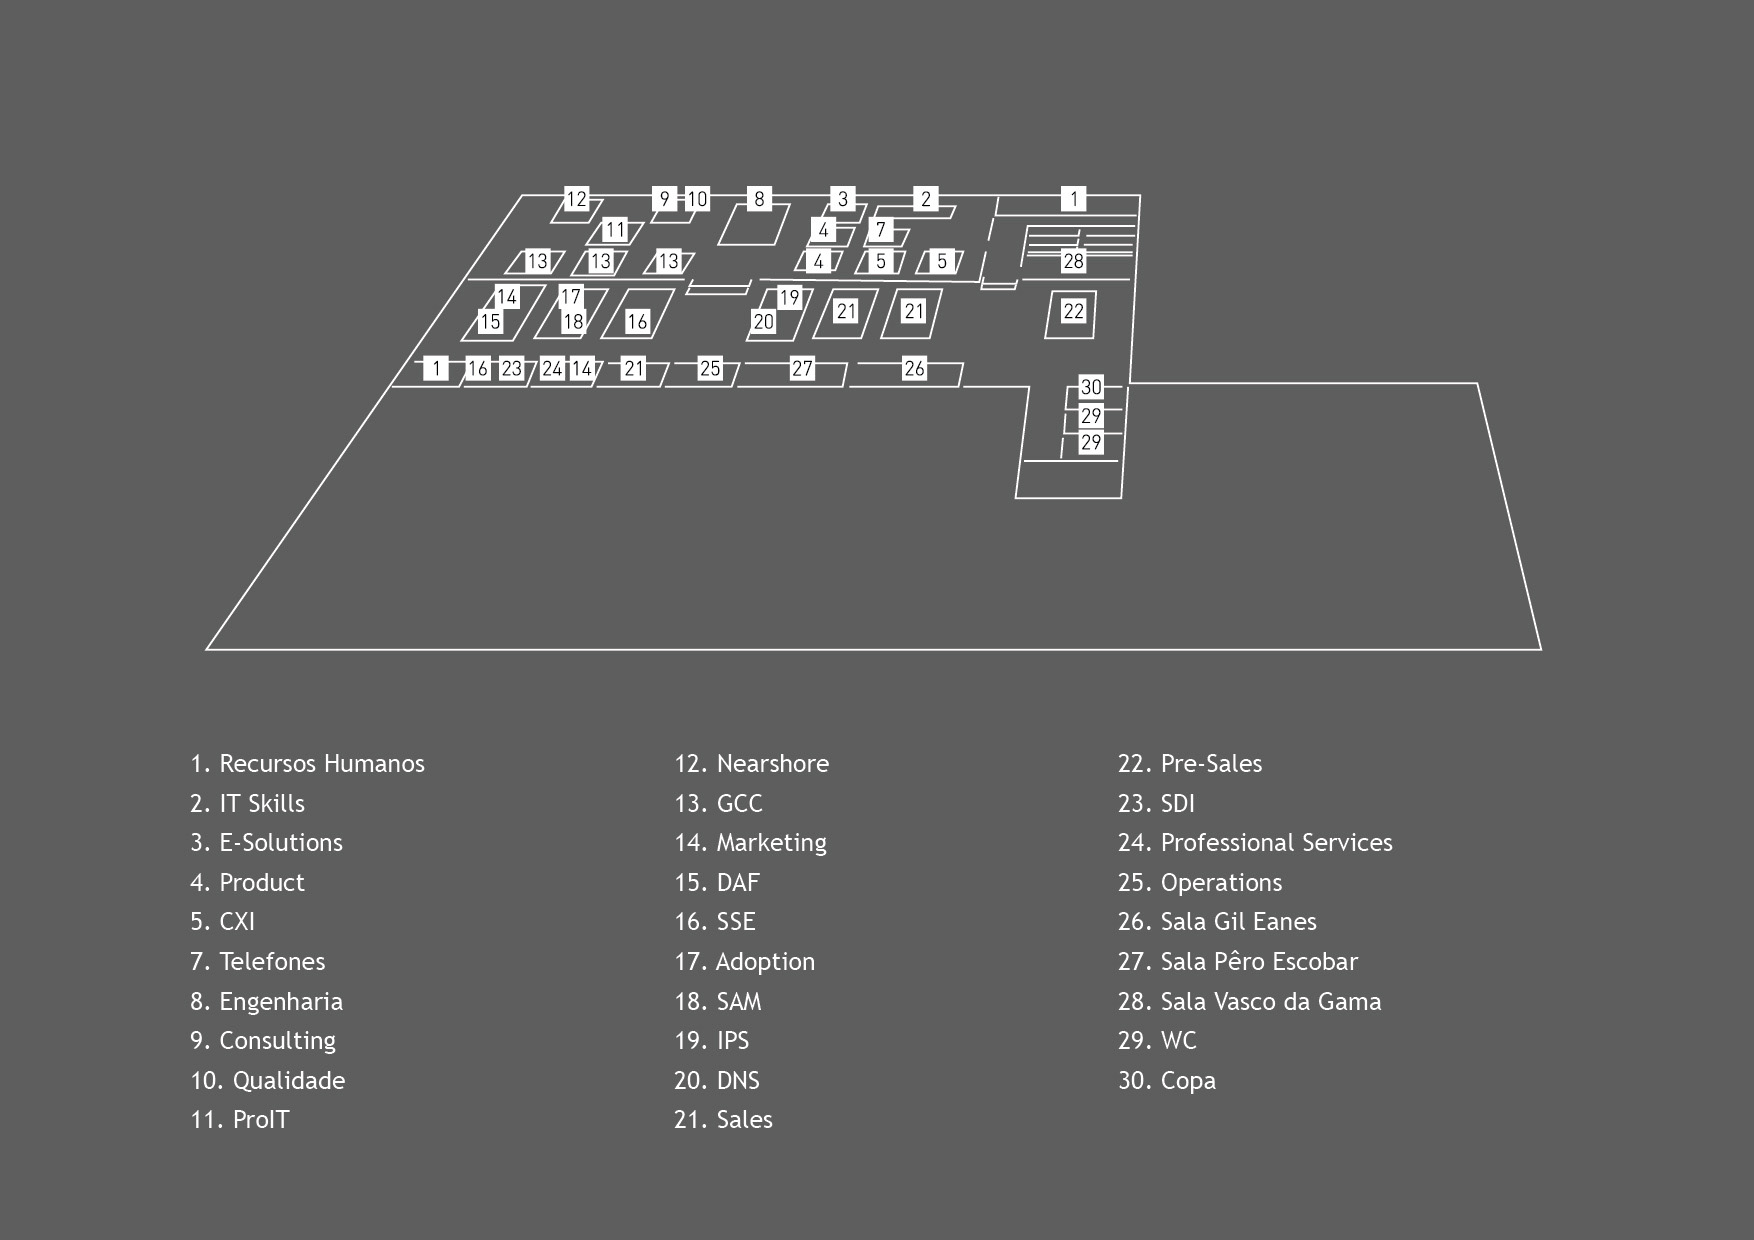 12 9 10 8 3 2 1
11 4 7
13 13 13 4 5 5 28
14 17 19 21 21 22
15 18 16 20
1 16 23 24 14 21 25 27 26
30
29
29
1. Recursos Humanos
2. IT Skills
3. E-Solutions
4. Product
5. CXI
7. Telefones
8. Engenharia
9. Consulting
10. Qualidade
11. ProIT
12. Nearshore
13. GCC
14. Marketing
15. DAF
16. SSE
17. Adoption
18. SAM
19. IPS
20. DNS
21. Sales
22. Pre-Sales
23. SDI
24. Professional Services
25. Operations
26. Sala Gil Eanes
27. Sala Pêro Escobar
28. Sala Vasco da Gama
29. WC
30. Copa